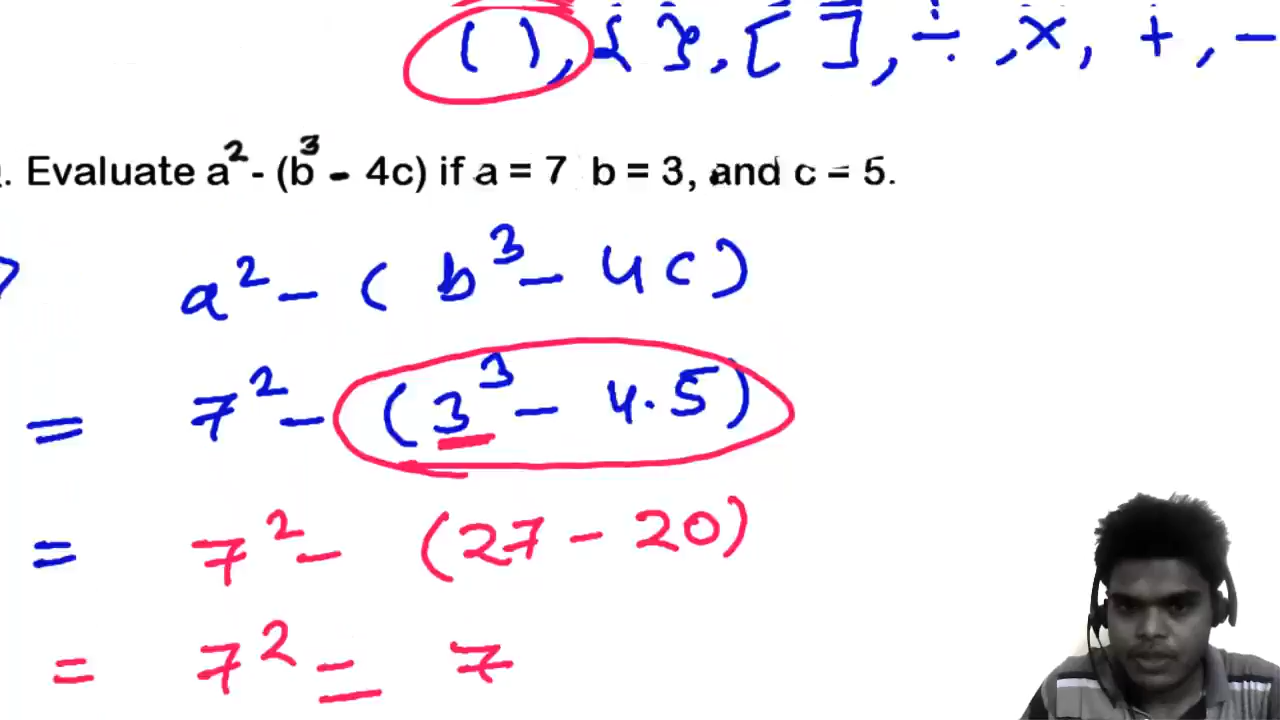 ( ), { }, [ ], ÷, ×, +, -
. Evaluate a² - (b³ - 4c) if a = 7 b = 3, and c = 5.
a² - (b³ - 4c)
= 7² - (3³ - 4.5)
= 7² - (27 - 20)
= 7² - 7